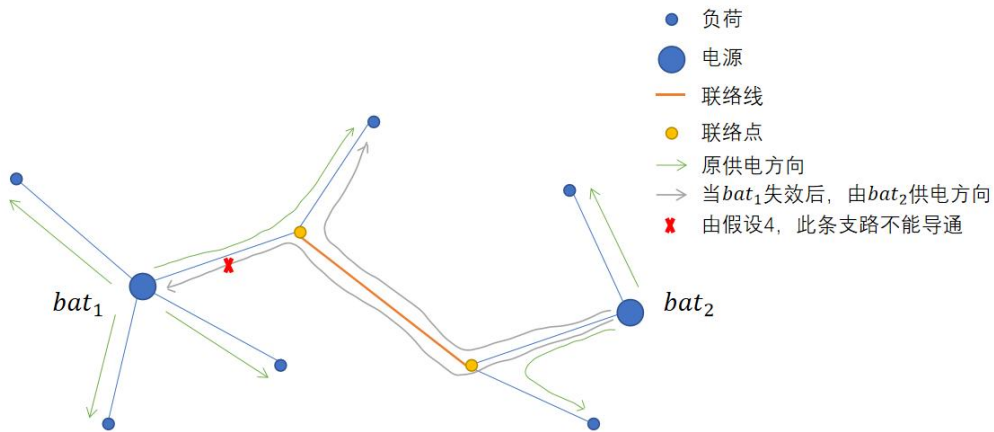 负荷
电源
联络线
联络点
原供电方向
当bat₁失效后，由bat₂供电方向
由假设4，此条支路不能导通
bat₁
bat₂